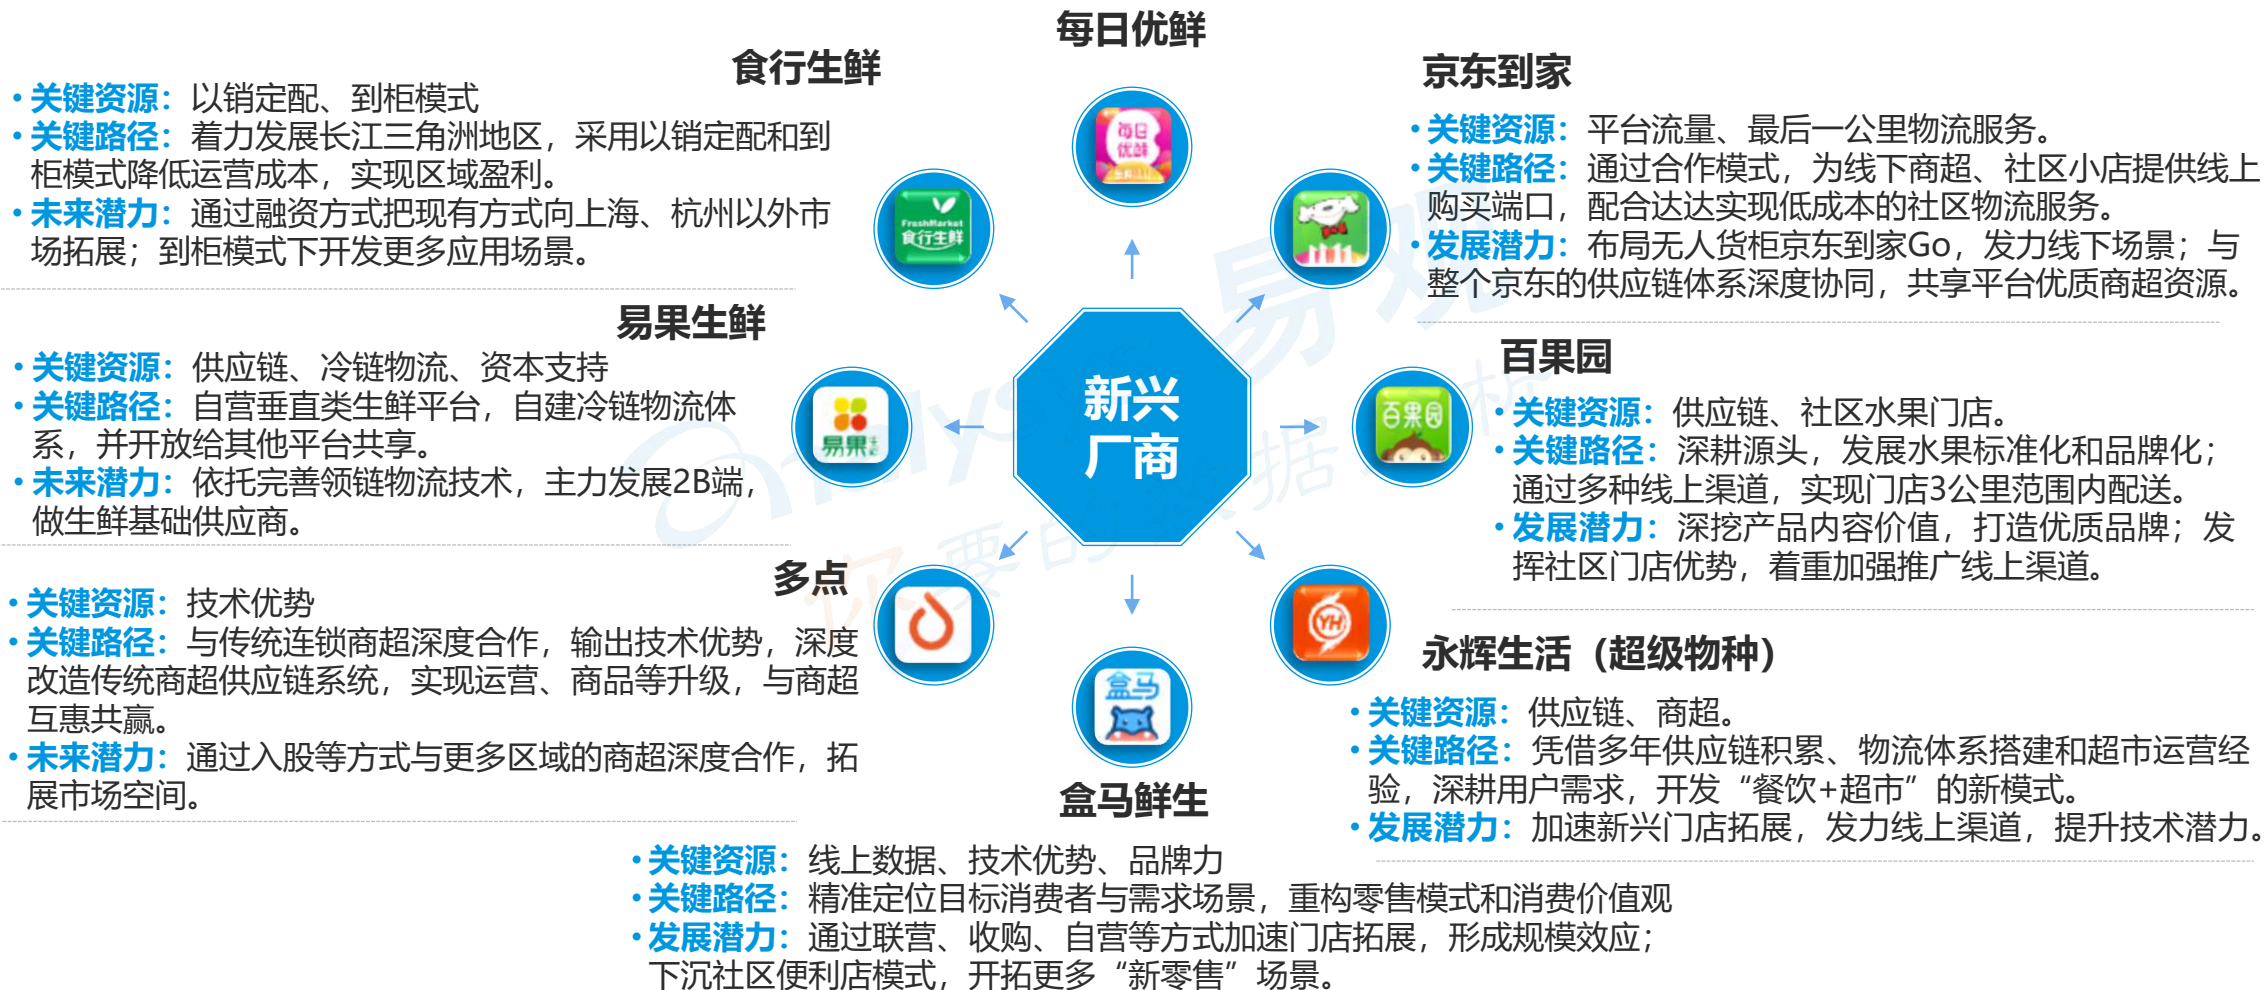 每日优鲜
食行生鲜
• 关键资源：以销定配、到柜模式
• 关键路径：着力发展长江三角洲地区，采用以销定配和到
柜模式降低运营成本，实现区域盈利。
• 未来潜力：通过融资方式把现有方式向上海、杭州以外市
场拓展；到柜模式下开发更多应用场景。
易果生鲜
• 关键资源：供应链、冷链物流、资本支持
• 关键路径：自营垂直类生鲜平台，自建冷链物流体
系，并开放给其他平台共享。
• 未来潜力：依托完善领链物流技术，主力发展2B端，
做生鲜基础供应商。
多点
• 关键资源：技术优势
• 关键路径：与传统连锁商超深度合作，输出技术优势，深度
改造传统商超供应链系统，实现运营、商品等升级，与商超
互惠共赢。
• 未来潜力：通过入股等方式与更多区域的商超深度合作，拓
展市场空间。
每日
优鲜
FreshMarket
食行生鲜
易果
新兴
厂商
百果园
YH
盒马
易观
你要的数据分析
京东到家
• 关键资源：平台流量、最后一公里物流服务。
• 关键路径：通过合作模式，为线下商超、社区小店提供线上
购买端口，配合达达实现低成本的社区物流服务。
• 发展潜力：布局无人货柜京东到家Go，发力线下场景；与
整个京东的供应链体系深度协同，共享平台优质商超资源。
百果园
• 关键资源：供应链、社区水果门店。
• 关键路径：深耕源头，发展水果标准化和品牌化；
通过多种线上渠道，实现门店3公里范围内配送。
• 发展潜力：深挖产品内容价值，打造优质品牌；发
挥社区门店优势，着重加强推广线上渠道。
永辉生活（超级物种）
• 关键资源：供应链、商超。
• 关键路径：凭借多年供应链积累、物流体系搭建和超市运营经
验，深耕用户需求，开发“餐饮+超市”的新模式。
• 发展潜力：加速新兴门店拓展，发力线上渠道，提升技术潜力。
盒马鲜生
• 关键资源：线上数据、技术优势、品牌力
• 关键路径：精准定位目标消费者与需求场景，重构零售模式和消费价值观
• 发展潜力：通过联营、收购、自营等方式加速门店拓展，形成规模效应；
下沉社区便利店模式，开拓更多“新零售”场景。